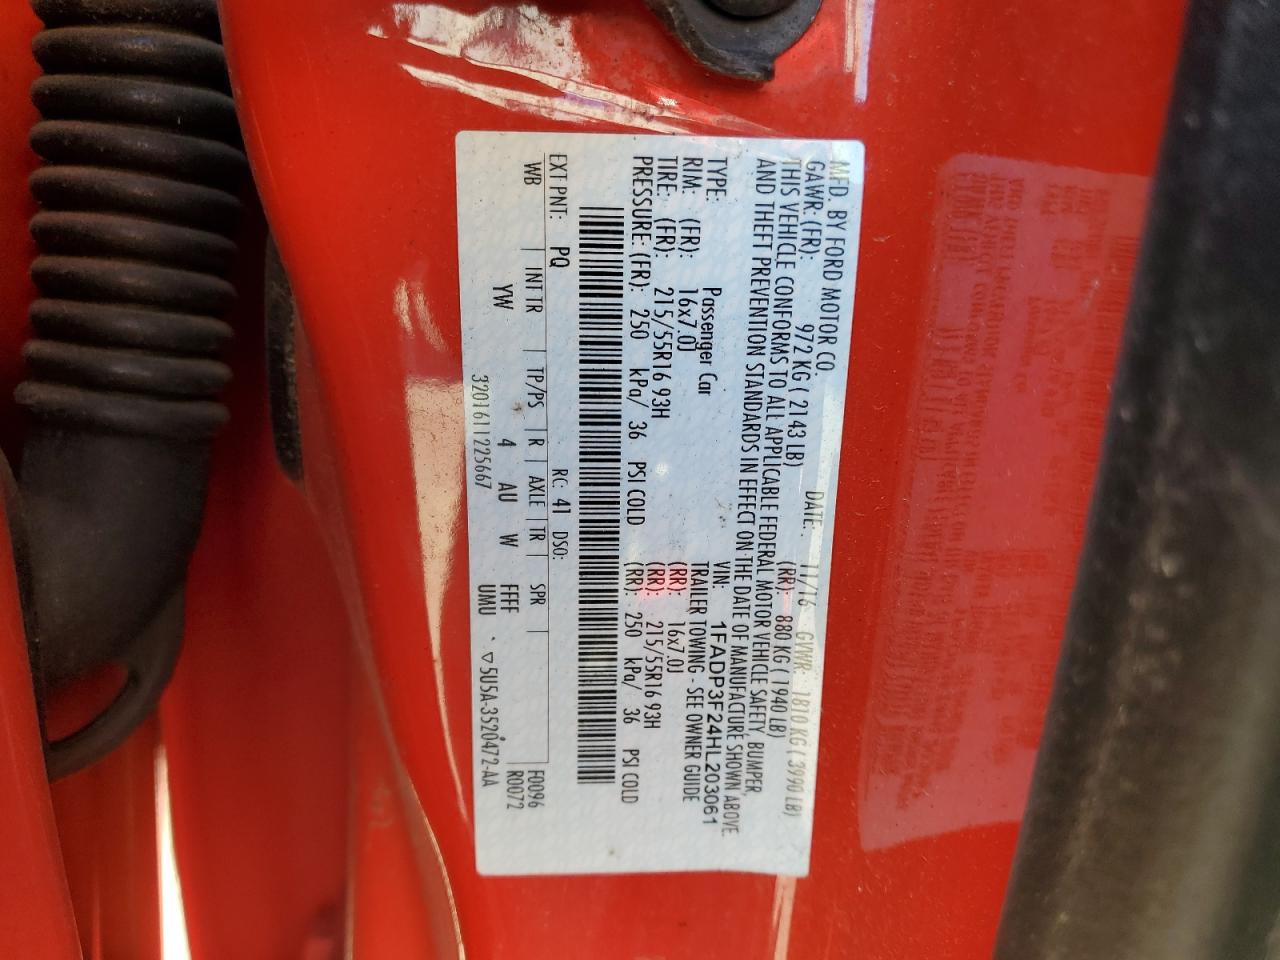 MFD. BY FORD MOTOR CO. DATE: 11/16 GVWR: 1810 KG ( 3990 LB)
GAWR: (FR): 972 KG ( 2143 LB) (RR): 880 KG ( 1940 LB)
THIS VEHICLE CONFORMS TO ALL APPLICABLE FEDERAL MOTOR VEHICLE SAFETY, BUMPER,
AND THEFT PREVENTION STANDARDS IN EFFECT ON THE DATE OF MANUFACTURE SHOWN ABOVE.
VIN: 1FADP3F24HL203061
TYPE: Passenger Car TRAILER TOWING - SEE OWNER GUIDE
RIM: (FR): 16x7.0J (RR): 16x7.0J
TIRE: (FR): 215/55R16 93H (RR): 215/55R16 93H
PRESSURE: (FR): 250 kPa/ 36 PSI COLD (RR): 250 kPa/ 36 PSI COLD
EXT PNT: PQ RC: 41 DSO:
WB INT TR TP/PS R AXLE TR SPR F0096
YW 4 AU W FFFF R0072
320161122566​7 UMU ▽5U5A-3520472-AA